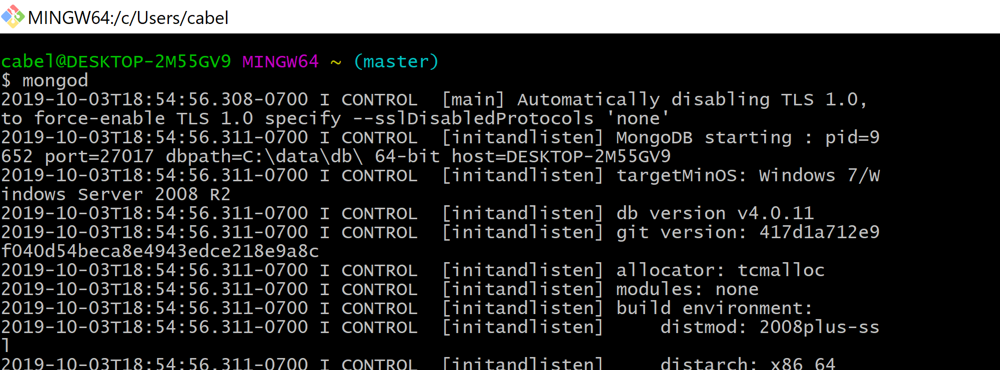 MINGW64:/c/Users/cabel
cabel@DESKTOP-2M55GV9 MINGW64 ~ (master)
$ mongod
2019-10-03T18:54:56.308-0700 I CONTROL  [main] Automatically disabling TLS 1.0,
to force-enable TLS 1.0 specify --sslDisabledProtocols 'none'
2019-10-03T18:54:56.311-0700 I CONTROL  [initandlisten] MongoDB starting : pid=9
652 port=27017 dbpath=C:\data\db\ 64-bit host=DESKTOP-2M55GV9
2019-10-03T18:54:56.311-0700 I CONTROL  [initandlisten] targetMinOS: Windows 7/W
indows Server 2008 R2
2019-10-03T18:54:56.311-0700 I CONTROL  [initandlisten] db version v4.0.11
2019-10-03T18:54:56.311-0700 I CONTROL  [initandlisten] git version: 417d1a712e9
f040d54beca8e4943edce218e9a8c
2019-10-03T18:54:56.311-0700 I CONTROL  [initandlisten] allocator: tcmalloc
2019-10-03T18:54:56.311-0700 I CONTROL  [initandlisten] modules: none
2019-10-03T18:54:56.311-0700 I CONTROL  [initandlisten] build environment:
2019-10-03T18:54:56.311-0700 I CONTROL  [initandlisten]     distmod: 2008plus-ss
l
2019-10-03T18:54:56.311-0700 I CONTROL  [initandlisten]     distarch: x86_64